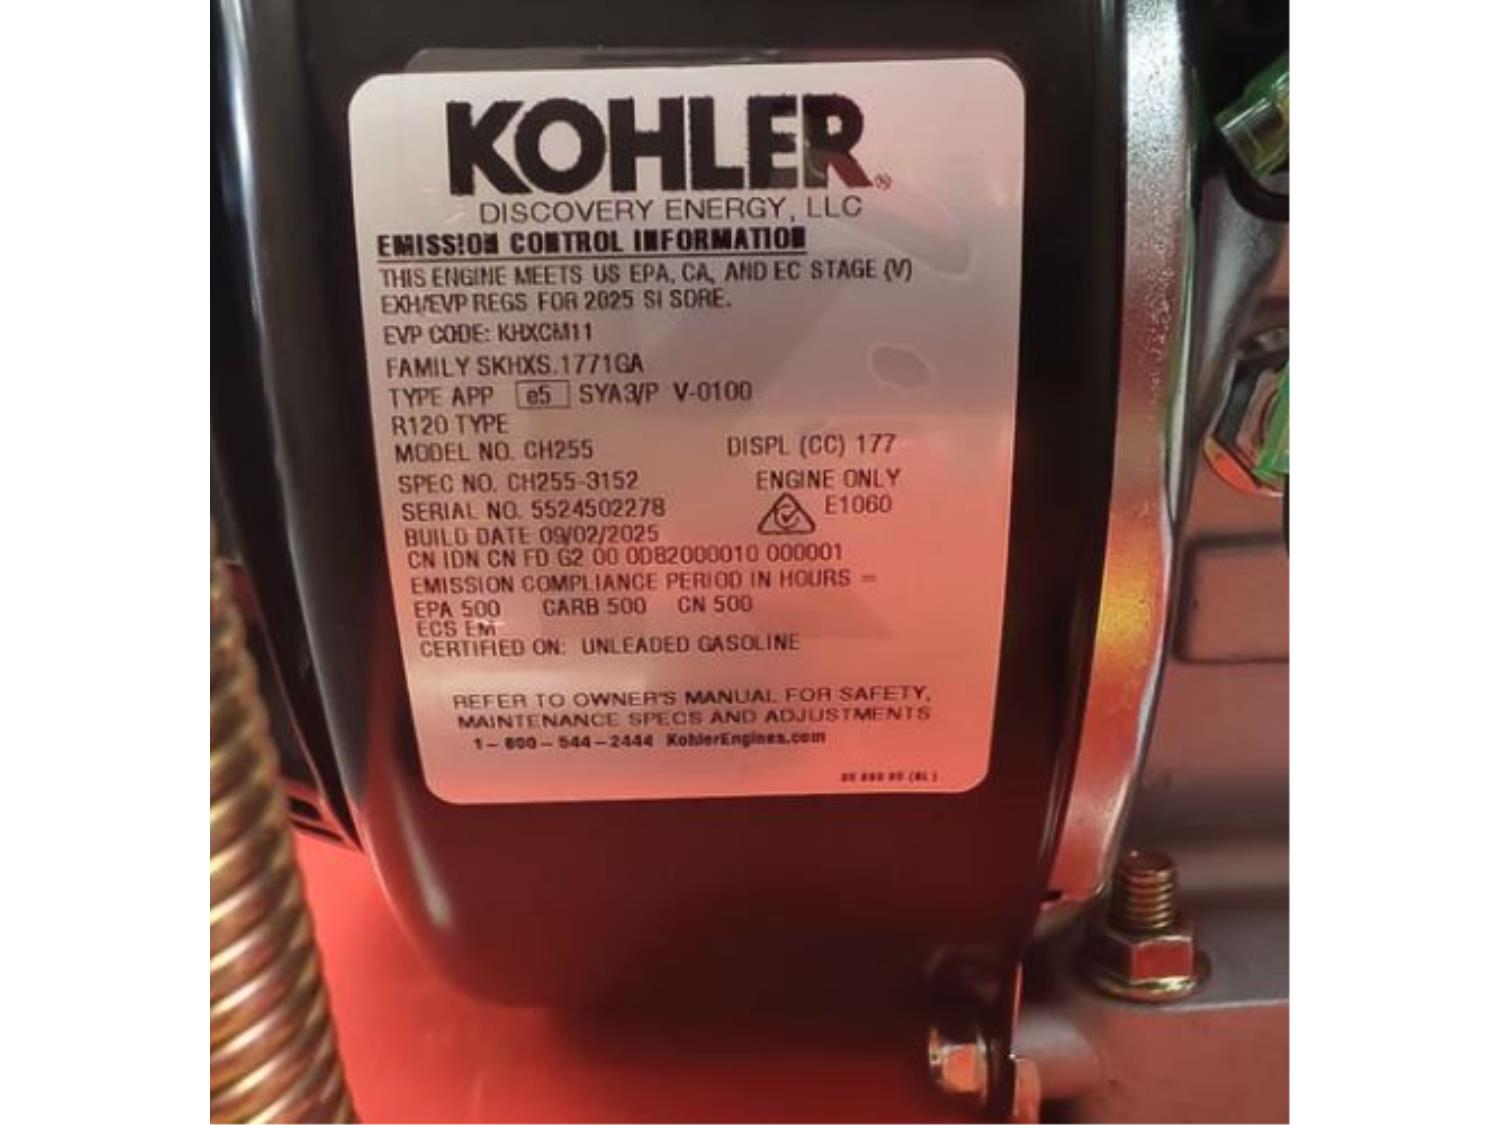 KOHLER®
DISCOVERY ENERGY, LLC
EMISSION CONTROL INFORMATION
THIS ENGINE MEETS US EPA, CA, AND EC STAGE (V)
EXH/EVP REGS FOR 2025 SI SORE.
EVP CODE: KHXCM11
FAMILY SKHXS.1771GA
TYPE APP e5 SYA3/P V-0100
R120 TYPE
MODEL NO. CH255 DISPL (CC) 177
SPEC NO. CH255-3152 ENGINE ONLY
SERIAL NO. 5524502278 E1060
BUILD DATE 09/02/2025
CN IDN CN FD G2 00 0D82000010 000001
EMISSION COMPLIANCE PERIOD IN HOURS =
EPA 500 CARB 500 CN 500
ECS EM
CERTIFIED ON: UNLEADED GASOLINE
REFER TO OWNER'S MANUAL FOR SAFETY,
MAINTENANCE SPECS AND ADJUSTMENTS
1-800-544-2444 KohlerEngines.com